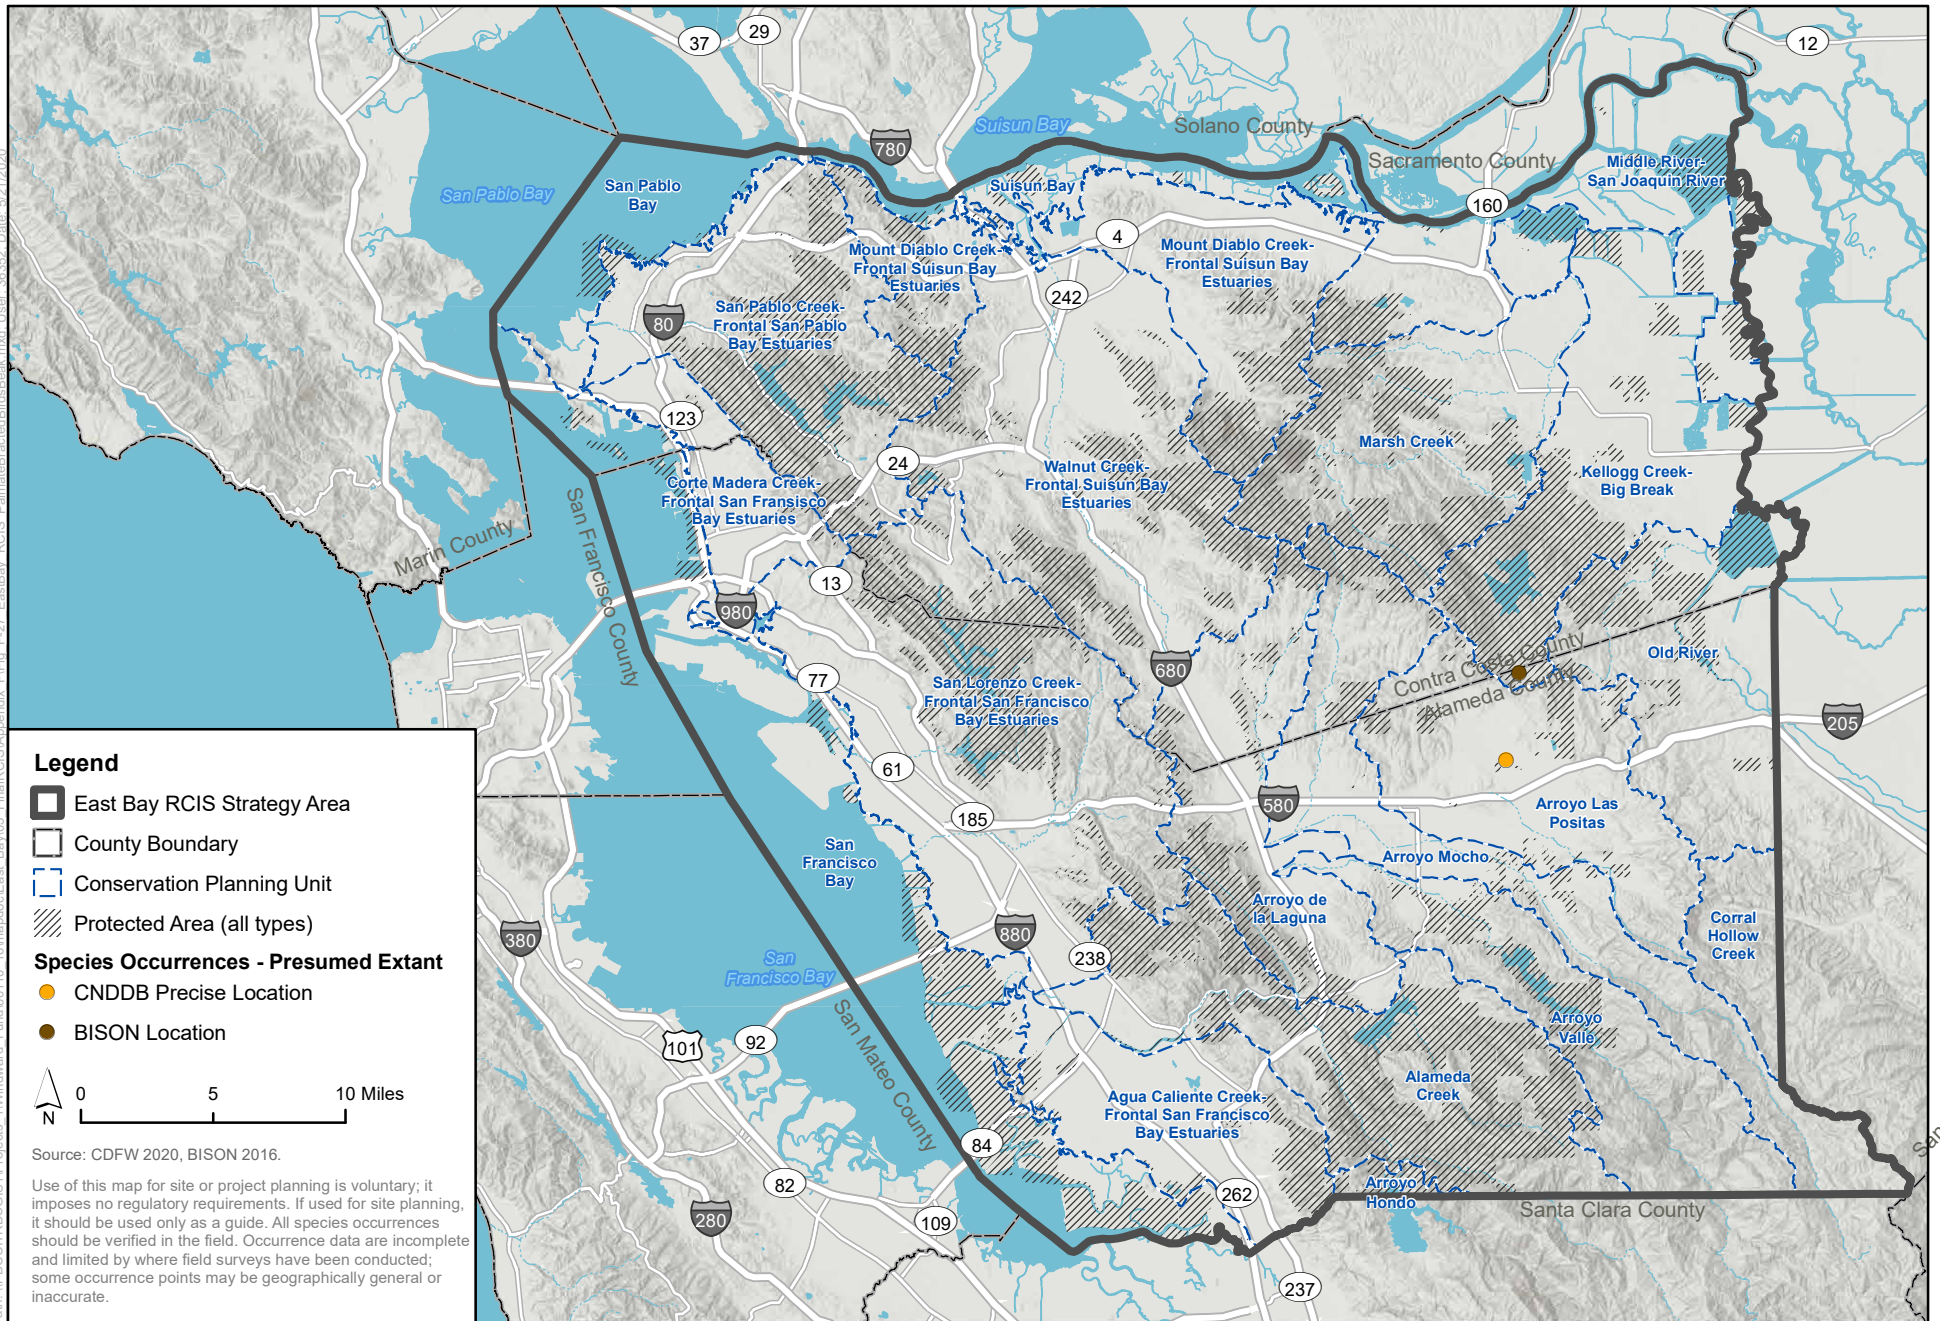 37
29
12
780
Suisun Bay
Solano County
Sacramento County
Middle River-
San Joaquin River
San Pablo Bay
San Pablo
Bay
Suisun Bay
160
4
Mount Diablo Creek-
Frontal Suisun Bay
Estuaries
Mount Diablo Creek-
Frontal Suisun Bay
Estuaries
242
80
San Pablo Creek-
Frontal San Pablo
Bay Estuaries
123
24
Marsh Creek
Walnut Creek-
Frontal Suisun Bay
Estuaries
Kellogg Creek-
Big Break
Corte Madera Creek-
Frontal San Fransisco
Bay Estuaries
Marin County
San Francisco County
13
980
680
77
San Lorenzo Creek-
Frontal San Francisco
Bay Estuaries
Contra Costa County
Alameda County
Old River
205
61
185
580
Arroyo Las
Positas
Arroyo Mocho
San
Francisco
Bay
Arroyo de
la Laguna
Corral
Hollow
Creek
380
880
238
San
Francisco Bay
San Mateo County
101
92
Arroyo
Valle
Alameda
Creek
Agua Caliente Creek-
Frontal San Francisco
Bay Estuaries
84
82
109
280
262
Arroyo
Hondo
Santa Clara County
237
San
Legend
East Bay RCIS Strategy Area
County Boundary
Conservation Planning Unit
Protected Area (all types)
Species Occurrences - Presumed Extant
CNDDB Precise Location
BISON Location
N
0 5 10 Miles
Source: CDFW 2020, BISON 2016.
Use of this map for site or project planning is voluntary; it
imposes no regulatory requirements. If used for site planning,
it should be used only as a guide. All species occurrences
should be verified in the field. Occurrence data are incomplete
and limited by where field surveys have been conducted;
some occurrence points may be geographically general or
inaccurate.